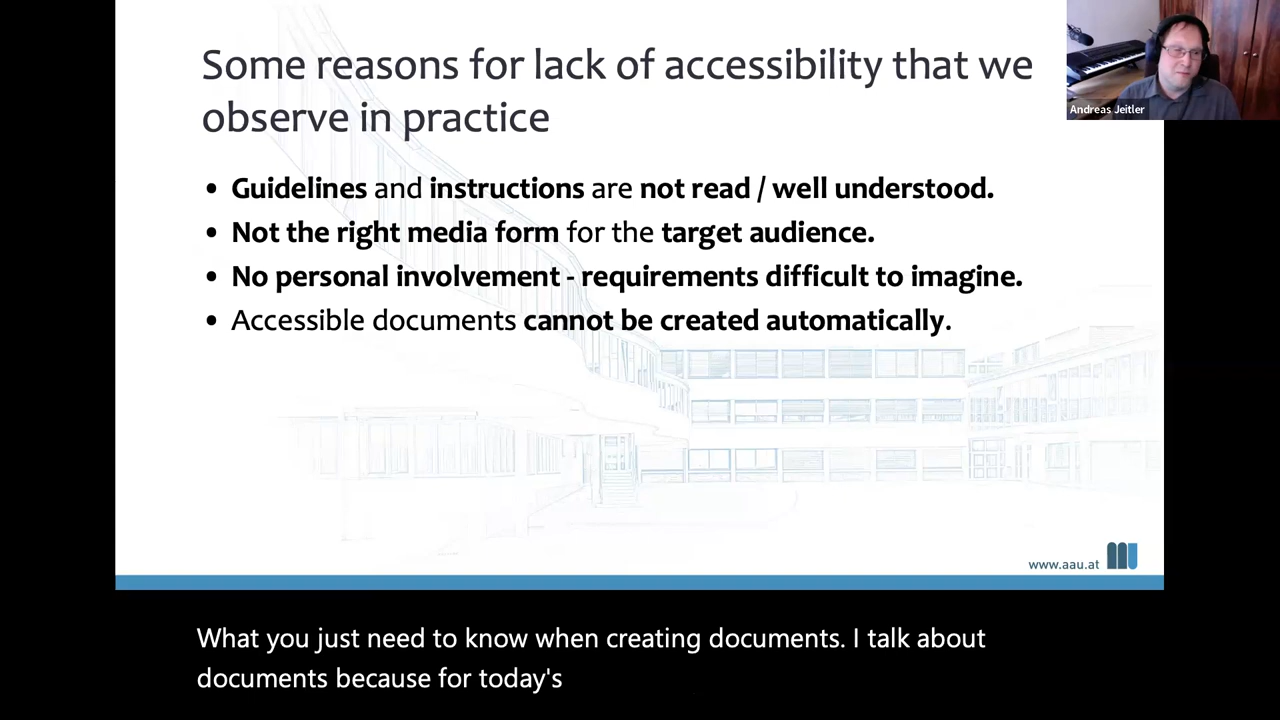 Some reasons for lack of accessibility that we
observe in practice
Andreas Jeitler
• Guidelines and instructions are not read / well understood.
• Not the right media form for the target audience.
• No personal involvement - requirements difficult to imagine.
• Accessible documents cannot be created automatically.
www.aau.at
What you just need to know when creating documents. I talk about
documents because for today's